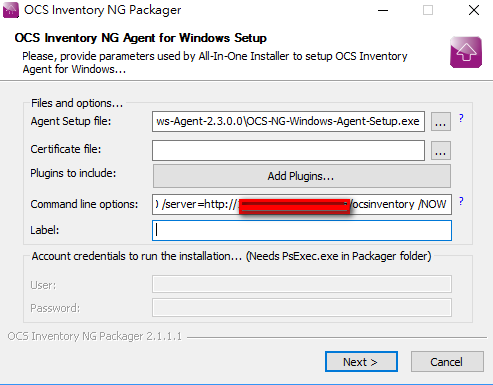 OCS Inventory NG Packager
OCS Inventory NG Agent for Windows Setup
Please, provide parameters used by All-In-One Installer to setup OCS Inventory
Agent for Windows...
Files and options...
Agent Setup file: ws-Agent-2.3.0.0\OCS-NG-Windows-Agent-Setup.exe ... ?
Certificate file: ...
Plugins to include: Add Plugins...
Command line options: /server=http:// /ocsinventory /NOW ?
Label:
Account credentials to run the installation... (Needs PsExec.exe in Packager folder)
User:
Password:
OCS Inventory NG Packager 2.1.1.1
Next > Cancel